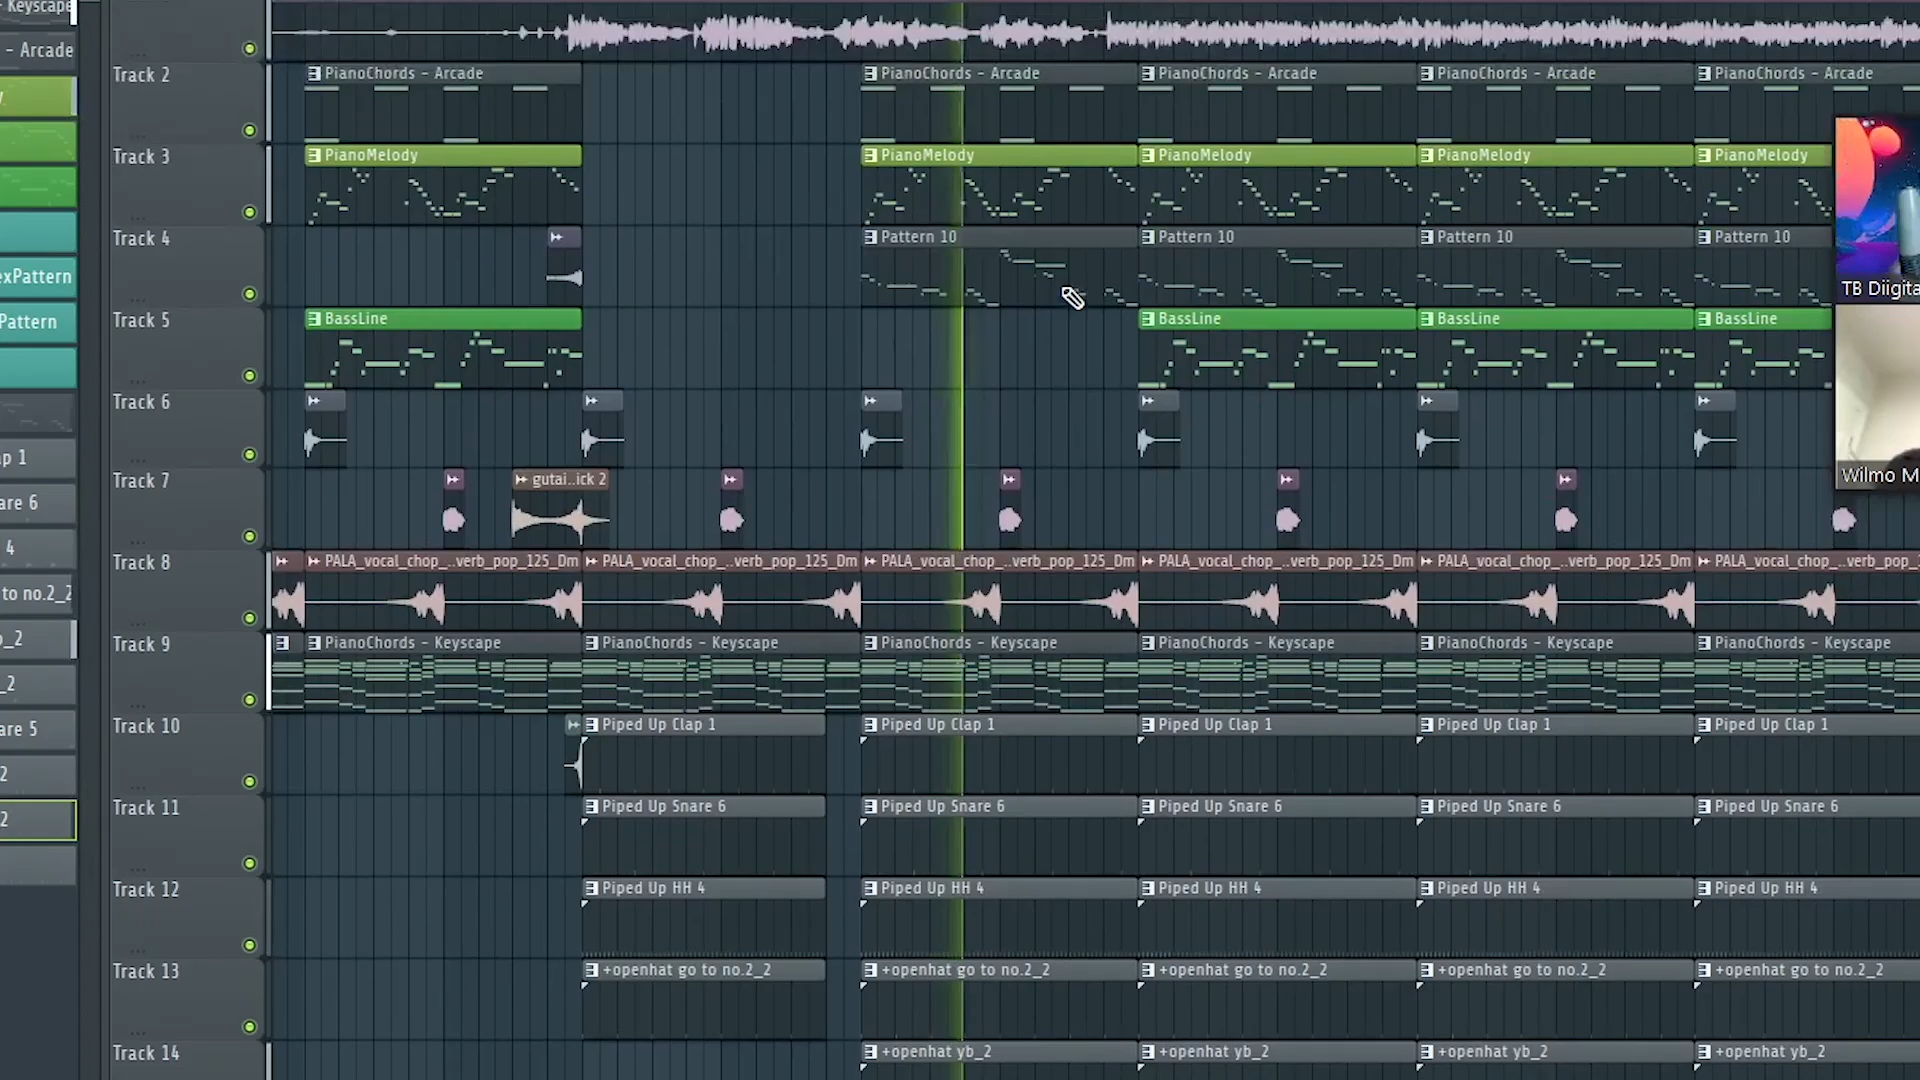 - Keyscape
- Arcade
Track 2
PianoChords - Arcade
PianoChords - Arcade
PianoChords - Arcade
PianoChords - Arcade
PianoChords - Arcade
Track 3
PianoMelody
PianoMelody
PianoMelody
PianoMelody
PianoMelody
Track 4
Pattern 10
Pattern 10
Pattern 10
Pattern 10
exPattern
TB Diigita
Track 5
BassLine
BassLine
BassLine
BassLine
Pattern
Track 6
ap 1
Track 7
gutai..ick 2
Wilmo M
are 6
4
Track 8
PALA_vocal_chop_..verb_pop_125_Dm
PALA_vocal_chop_..verb_pop_125_Dm
PALA_vocal_chop_..verb_pop_125_Dm
PALA_vocal_chop_..verb_pop_125_Dm
PALA_vocal_chop_..verb_pop_125_Dm
PALA_vocal_chop_..verb_pop_1
to no.2_2
o_2
Track 9
PianoChords - Keyscape
PianoChords - Keyscape
PianoChords - Keyscape
PianoChords - Keyscape
PianoChords - Keyscape
PianoChords - Keyscape
_2
are 5
Track 10
Piped Up Clap 1
Piped Up Clap 1
Piped Up Clap 1
Piped Up Clap 1
Piped Up Clap 1
2
Track 11
Piped Up Snare 6
Piped Up Snare 6
Piped Up Snare 6
Piped Up Snare 6
Piped Up Snare 6
2
Track 12
Piped Up HH 4
Piped Up HH 4
Piped Up HH 4
Piped Up HH 4
Piped Up HH 4
Track 13
+openhat go to no.2_2
+openhat go to no.2_2
+openhat go to no.2_2
+openhat go to no.2_2
+openhat go to no.2_2
Track 14
+openhat yb_2
+openhat yb_2
+openhat yb_2
+openhat yb_2